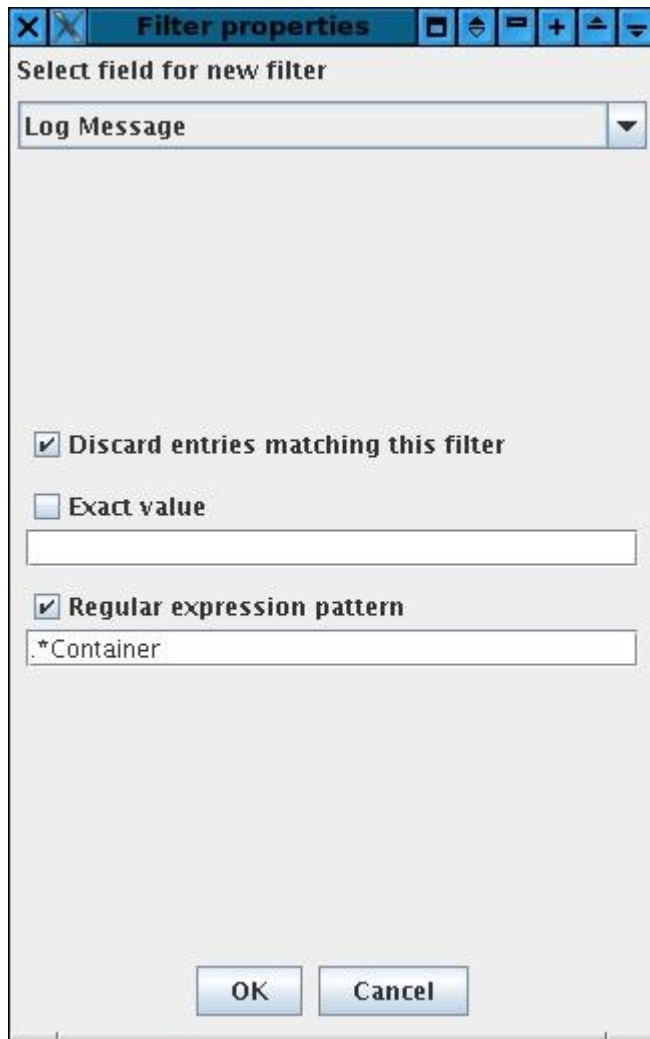 Filter properties
Select field for new filter
Log Message
Discard entries matching this filter
Exact value
Regular expression pattern
.*Container
OK Cancel